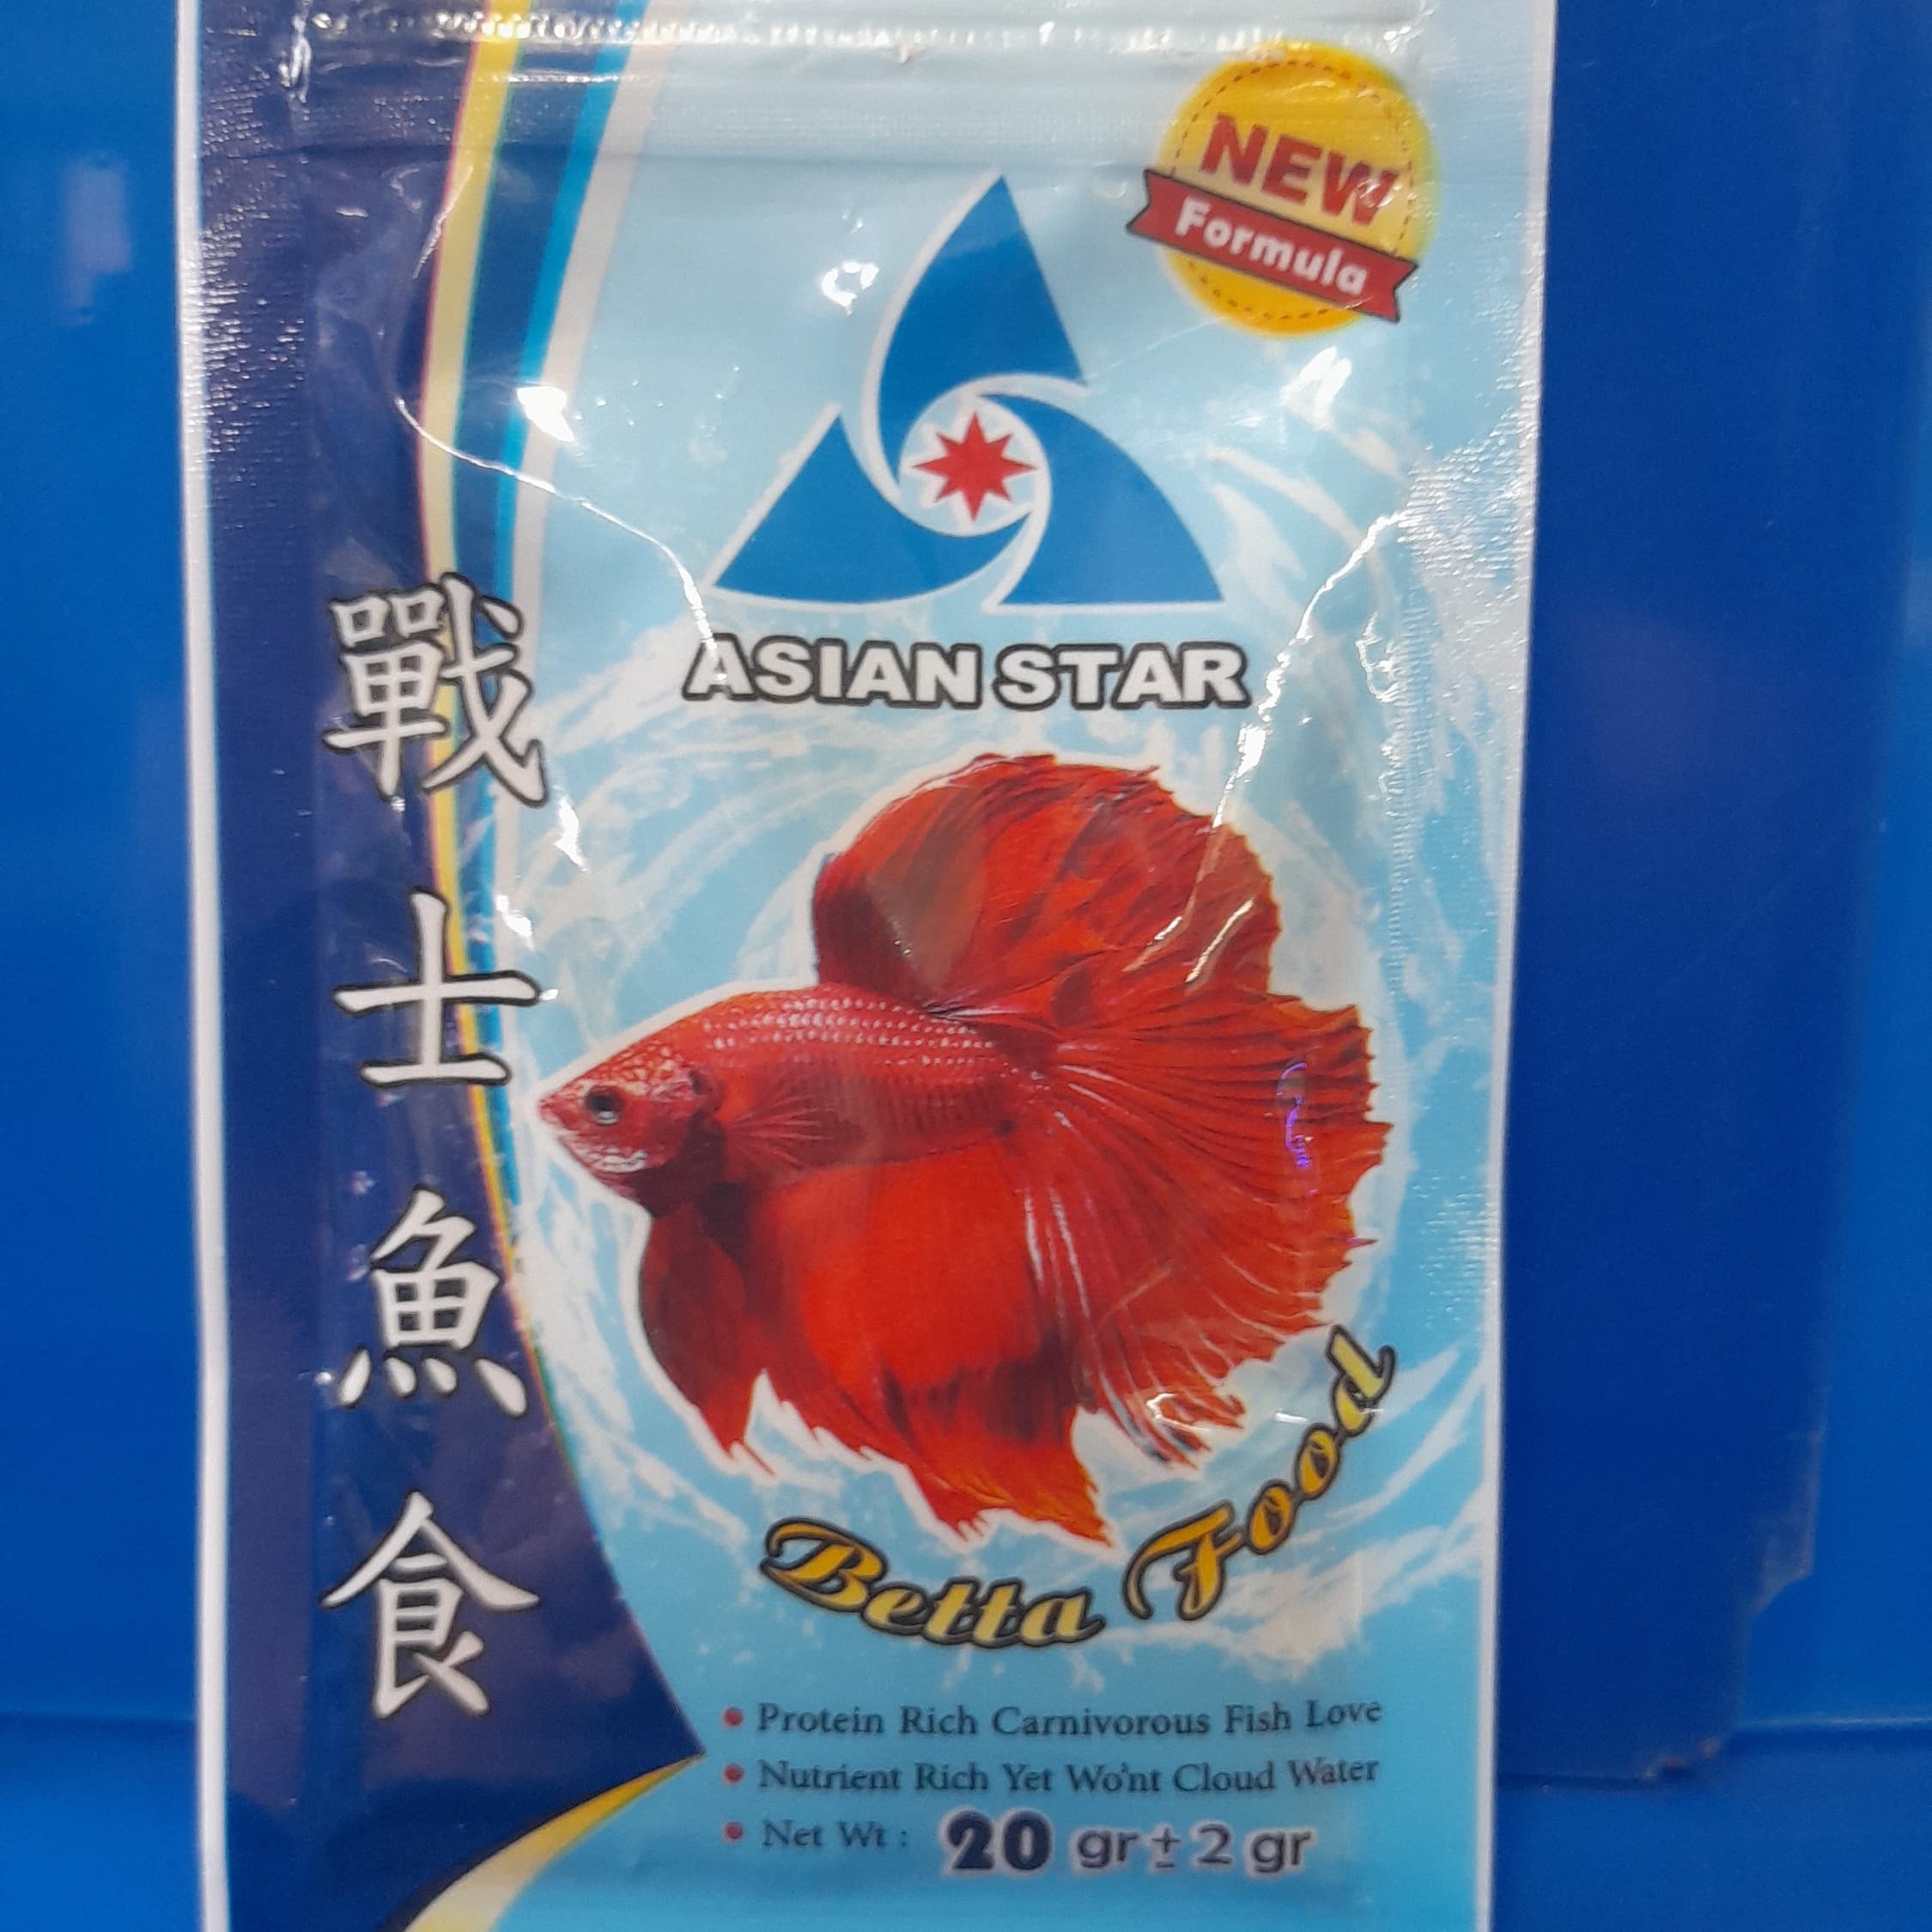 NEW
Formula
ASIAN STAR
戰士魚食
Betta Food
Protein Rich Carnivorous Fish Love
Nutrient Rich Yet Wo'nt Cloud Water
Net Wt : 20 gr ± 2 gr